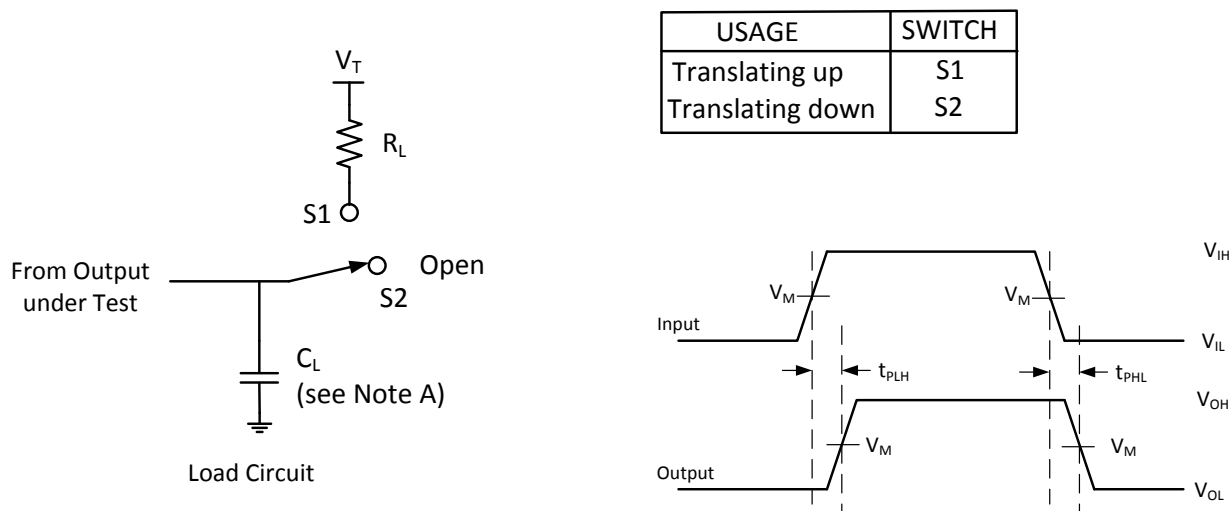 V_T
R_L
S1
From Output
under Test
Open
S2
C_L
(see Note A)
Load Circuit
USAGE SWITCH
Translating up S1
Translating down S2
V_IH
V_M V_M
Input
V_IL
t_PLH t_PHL
V_OH
V_M V_M
Output
V_OL